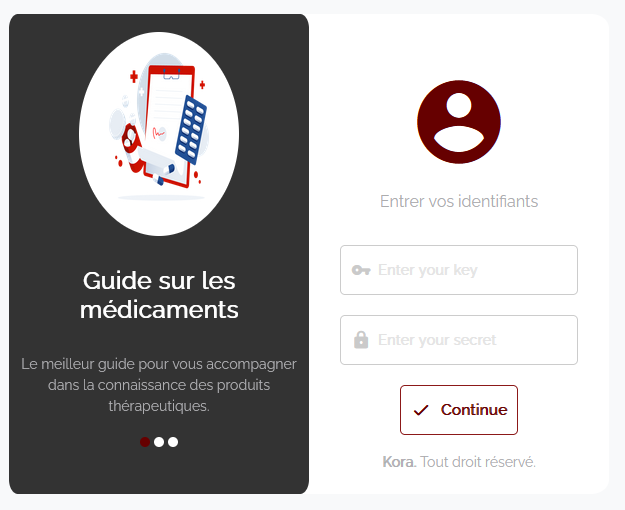 Guide sur les
médicaments
Le meilleur guide pour vous accompagner
dans la connaissance des produits
thérapeutiques.
Entrer vos identifiants
Enter your key
Enter your secret
Continue
Kora. Tout droit réservé.